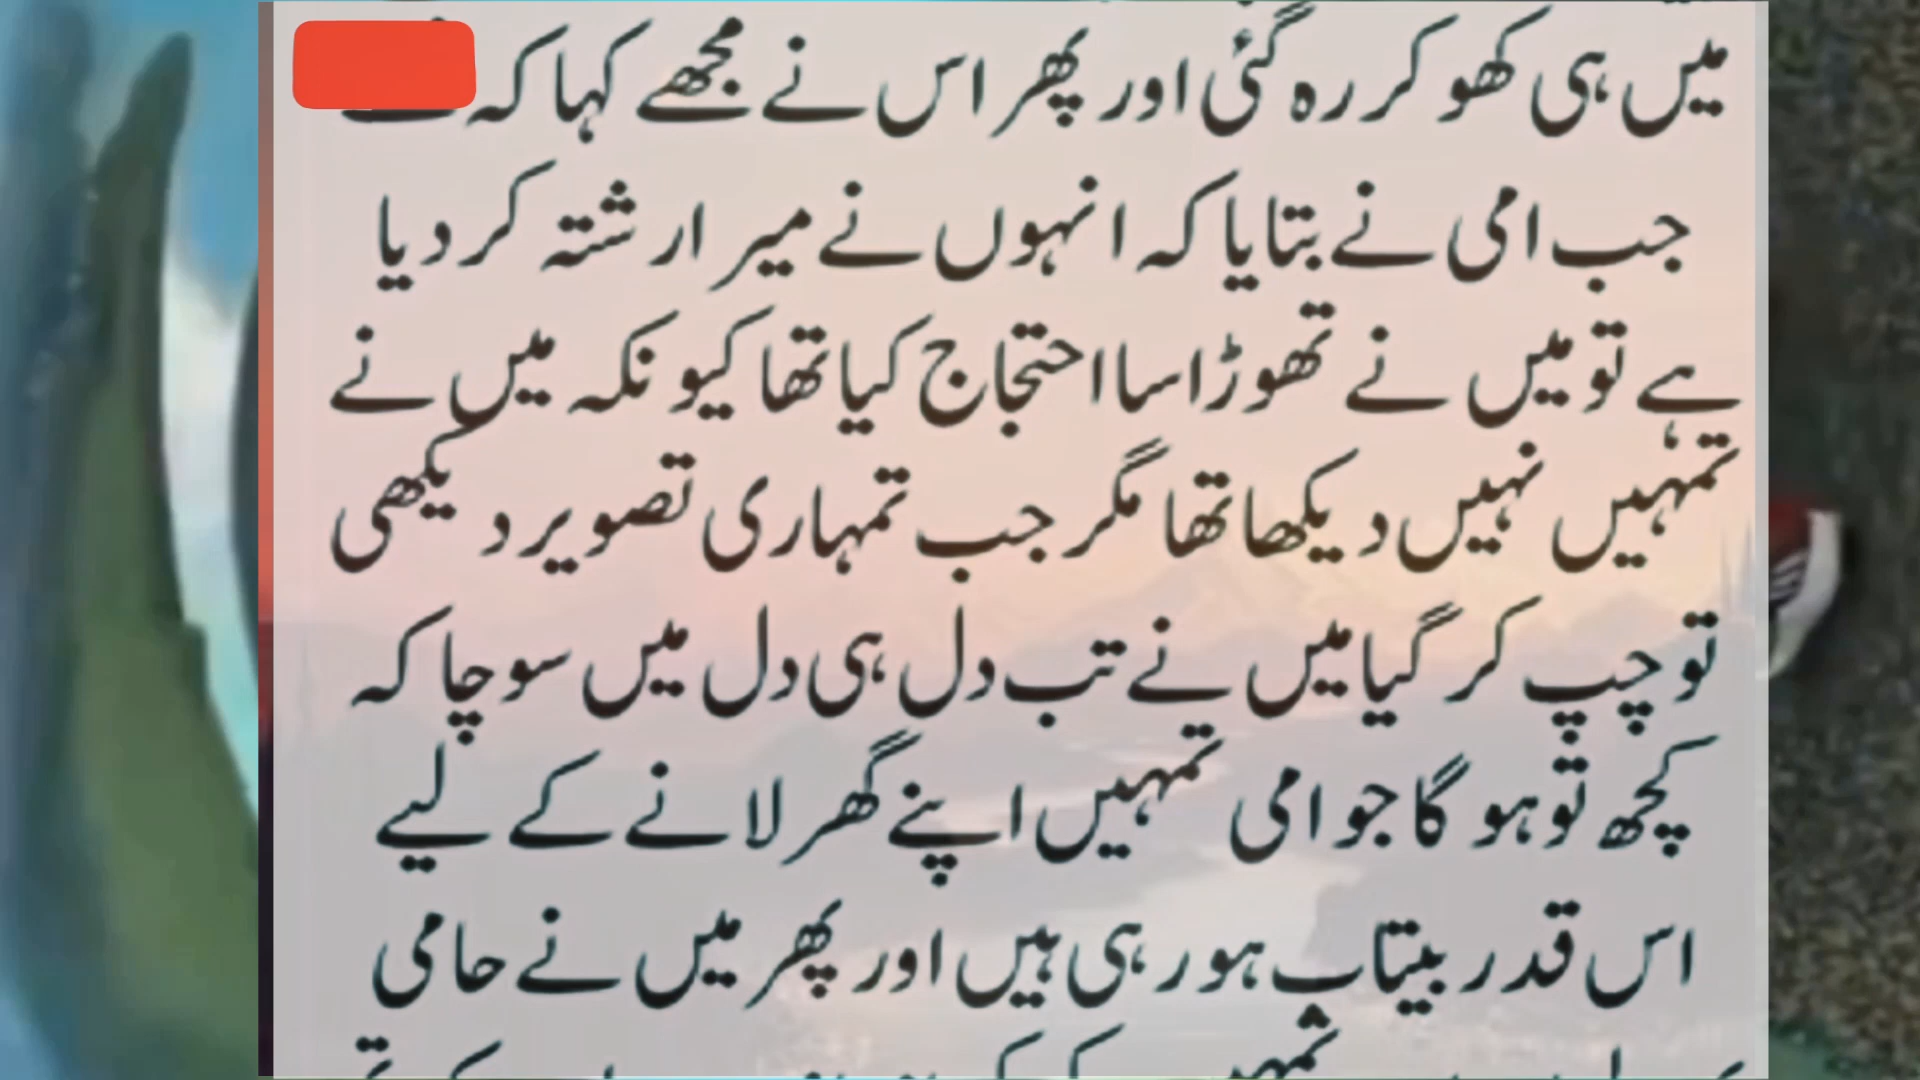 میں ہی کھو کر رہ گئی اور پھر اس نے مجھے کہا کہ
جب امی نے بتایا کہ انہوں نے میرا رشتہ کر دیا
ہے تو میں نے تھوڑا سا احتجاج کیا تھا کیونکہ میں نے
تمہیں نہیں دیکھا تھا مگر جب تمہاری تصویر دیکھی
تو چپ کر گیا میں نے تب دل ہی دل میں سوچا کہ
کچھ تو ہو گا جو امی تمہیں اپنے گھر لانے کے لیے
اس قدر بیتاب ہو رہی ہیں اور پھر میں نے حامی